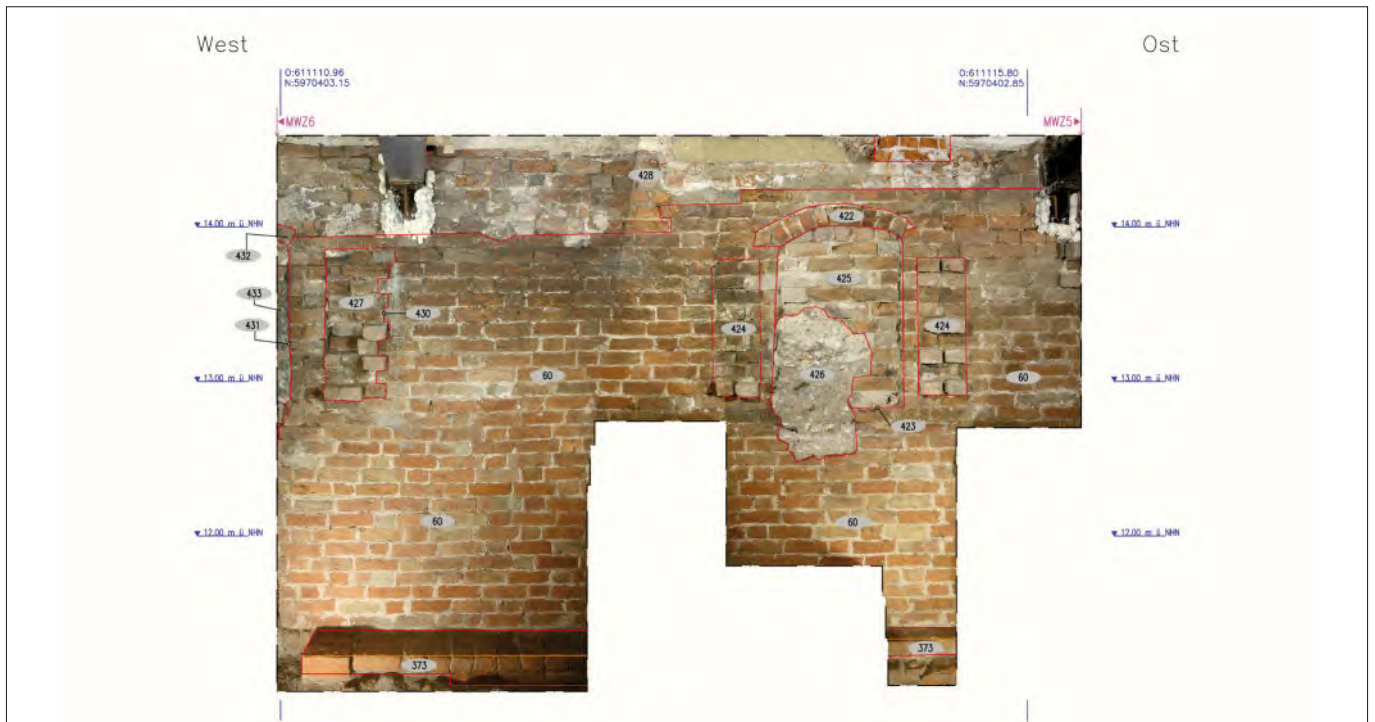 West
Ost
O:611110.96
N:5970403.15
O:611115.80
N:5970402.85
MWZ6
MWZ5
428
422
14.00 m ü NHN
14.00 m ü NHN
432
425
433
427
430
431
424
424
60
426
60
13.00 m ü NHN
13.00 m ü NHN
423
60
60
12.00 m ü NHN
12.00 m ü NHN
373
373